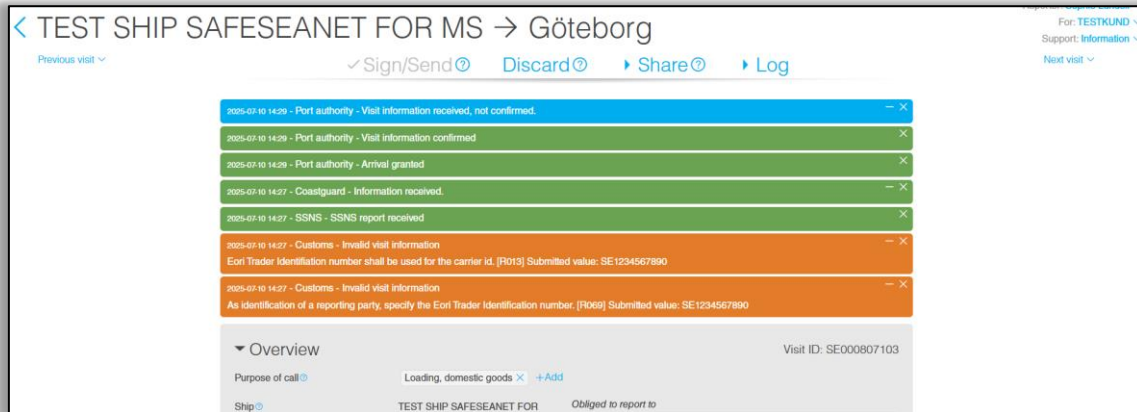 < TEST SHIP SAFESEANET FOR MS → Göteborg
For: TESTKUND
Support: Information
Previous visit
Next visit
Sign/Send
Discard
Share
Log
2025-07-10 14:29 - Port authority - Visit information received, not confirmed.
2025-07-10 14:29 - Port authority - Visit information confirmed
2025-07-10 14:29 - Port authority - Arrival granted
2025-07-10 14:27 - Coastguard - Information received.
2025-07-10 14:27 - SSNS - SSNS report received
2025-07-10 14:27 - Customs - Invalid visit information
Eori Trader Identifiation number shall be used for the carrier id. [R013] Submitted value: SE1234567890
2025-07-10 14:27 - Customs - Invalid visit information
As identification of a reporting party, specify the Eori Trader Identification number. [R069] Submitted value: SE1234567890
Overview
Visit ID: SE000807103
Purpose of call
Loading, domestic goods × +Add
Ship
TEST SHIP SAFESEANET FOR
Obliged to report to